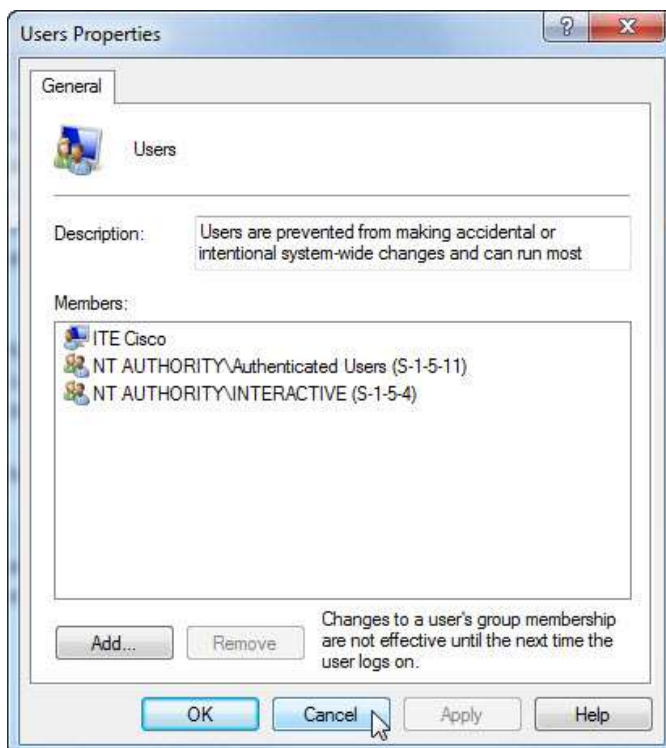 Users Properties
General
Users
Description:
Users are prevented from making accidental or
intentional system-wide changes and can run most
Members:
ITE Cisco
NT AUTHORITY\Authenticated Users (S-1-5-11)
NT AUTHORITY\INTERACTIVE (S-1-5-4)
Add...
Remove
Changes to a user's group membership
are not effective until the next time the
user logs on.
OK
Cancel
Apply
Help